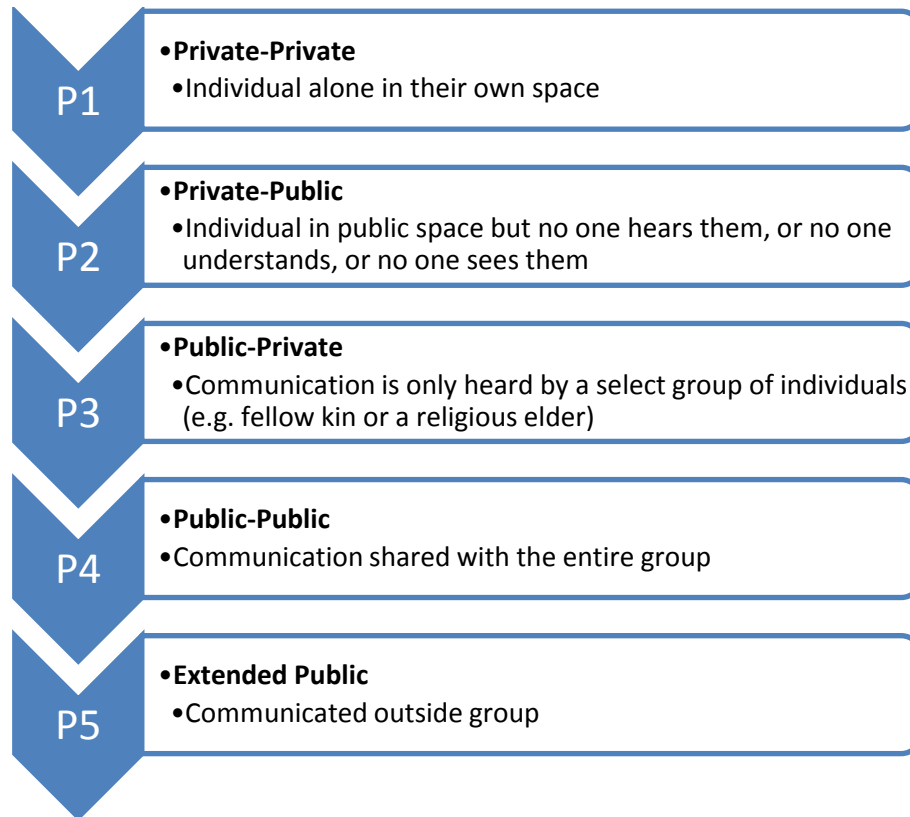 P1
•Private-Private
•Individual alone in their own space
P2
•Private-Public
•Individual in public space but no one hears them, or no one
understands, or no one sees them
P3
•Public-Private
•Communication is only heard by a select group of individuals
(e.g. fellow kin or a religious elder)
P4
•Public-Public
•Communication shared with the entire group
P5
•Extended Public
•Communicated outside group